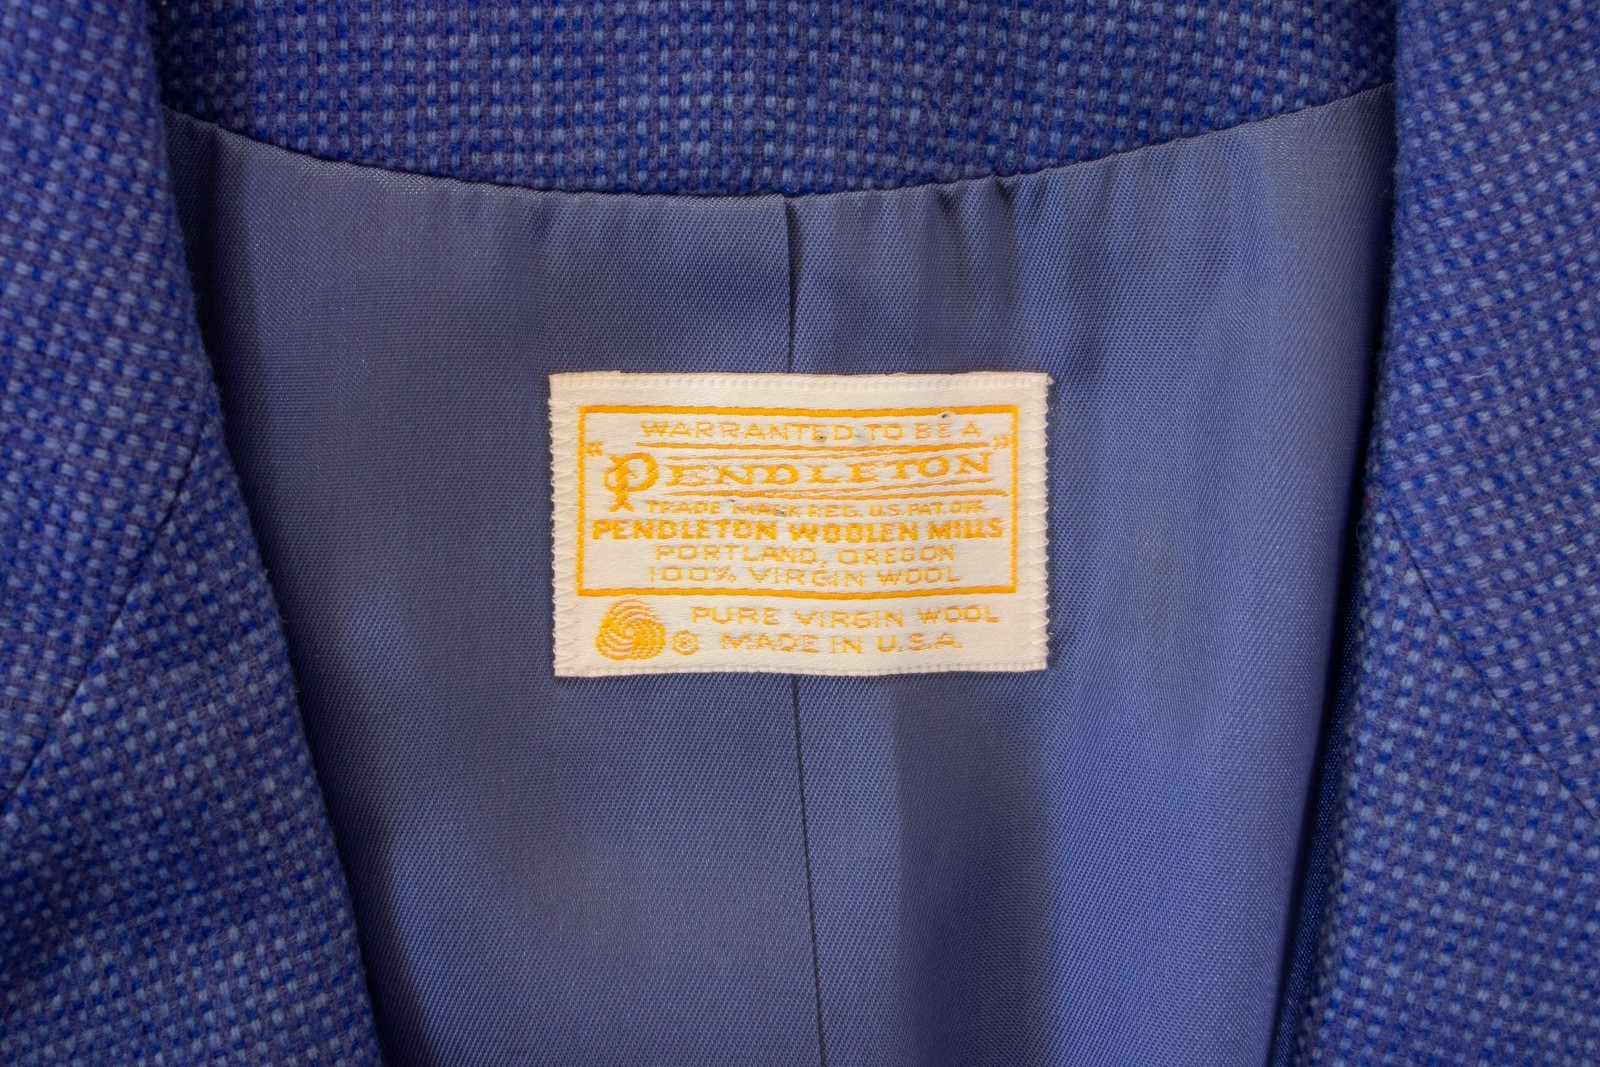 WARRANTED TO BE A
"PENDLETON"
TRADE MARK REG. U.S. PAT. OFF.
PENDLETON WOOLEN MILLS
PORTLAND, OREGON
100% VIRGIN WOOL
PURE VIRGIN WOOL
® MADE IN U.S.A.